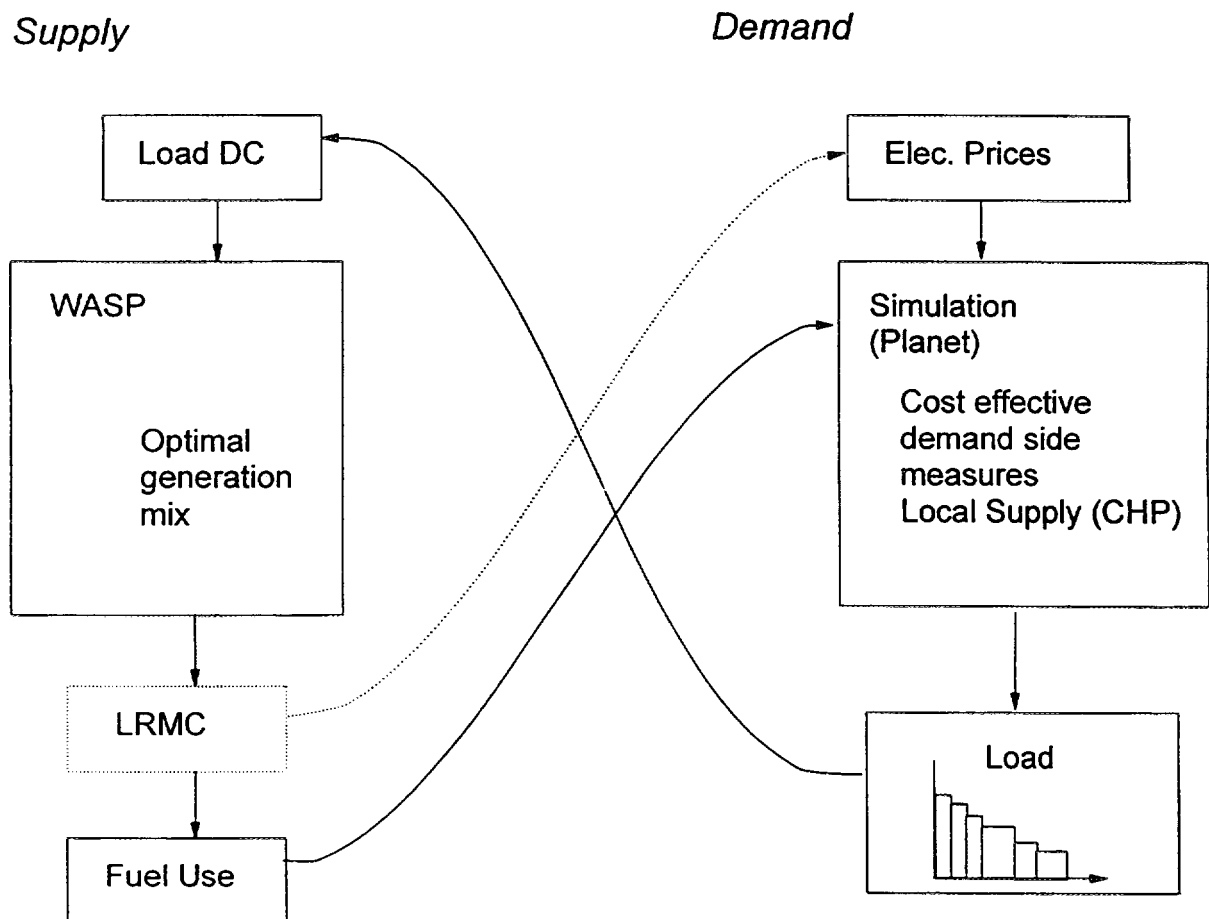 Supply
Demand
Load DC
Elec. Prices
WASP
Optimal
generation
mix
Simulation
(Planet)
Cost effective
demand side
measures
Local Supply (CHP)
LRMC
Fuel Use
Load